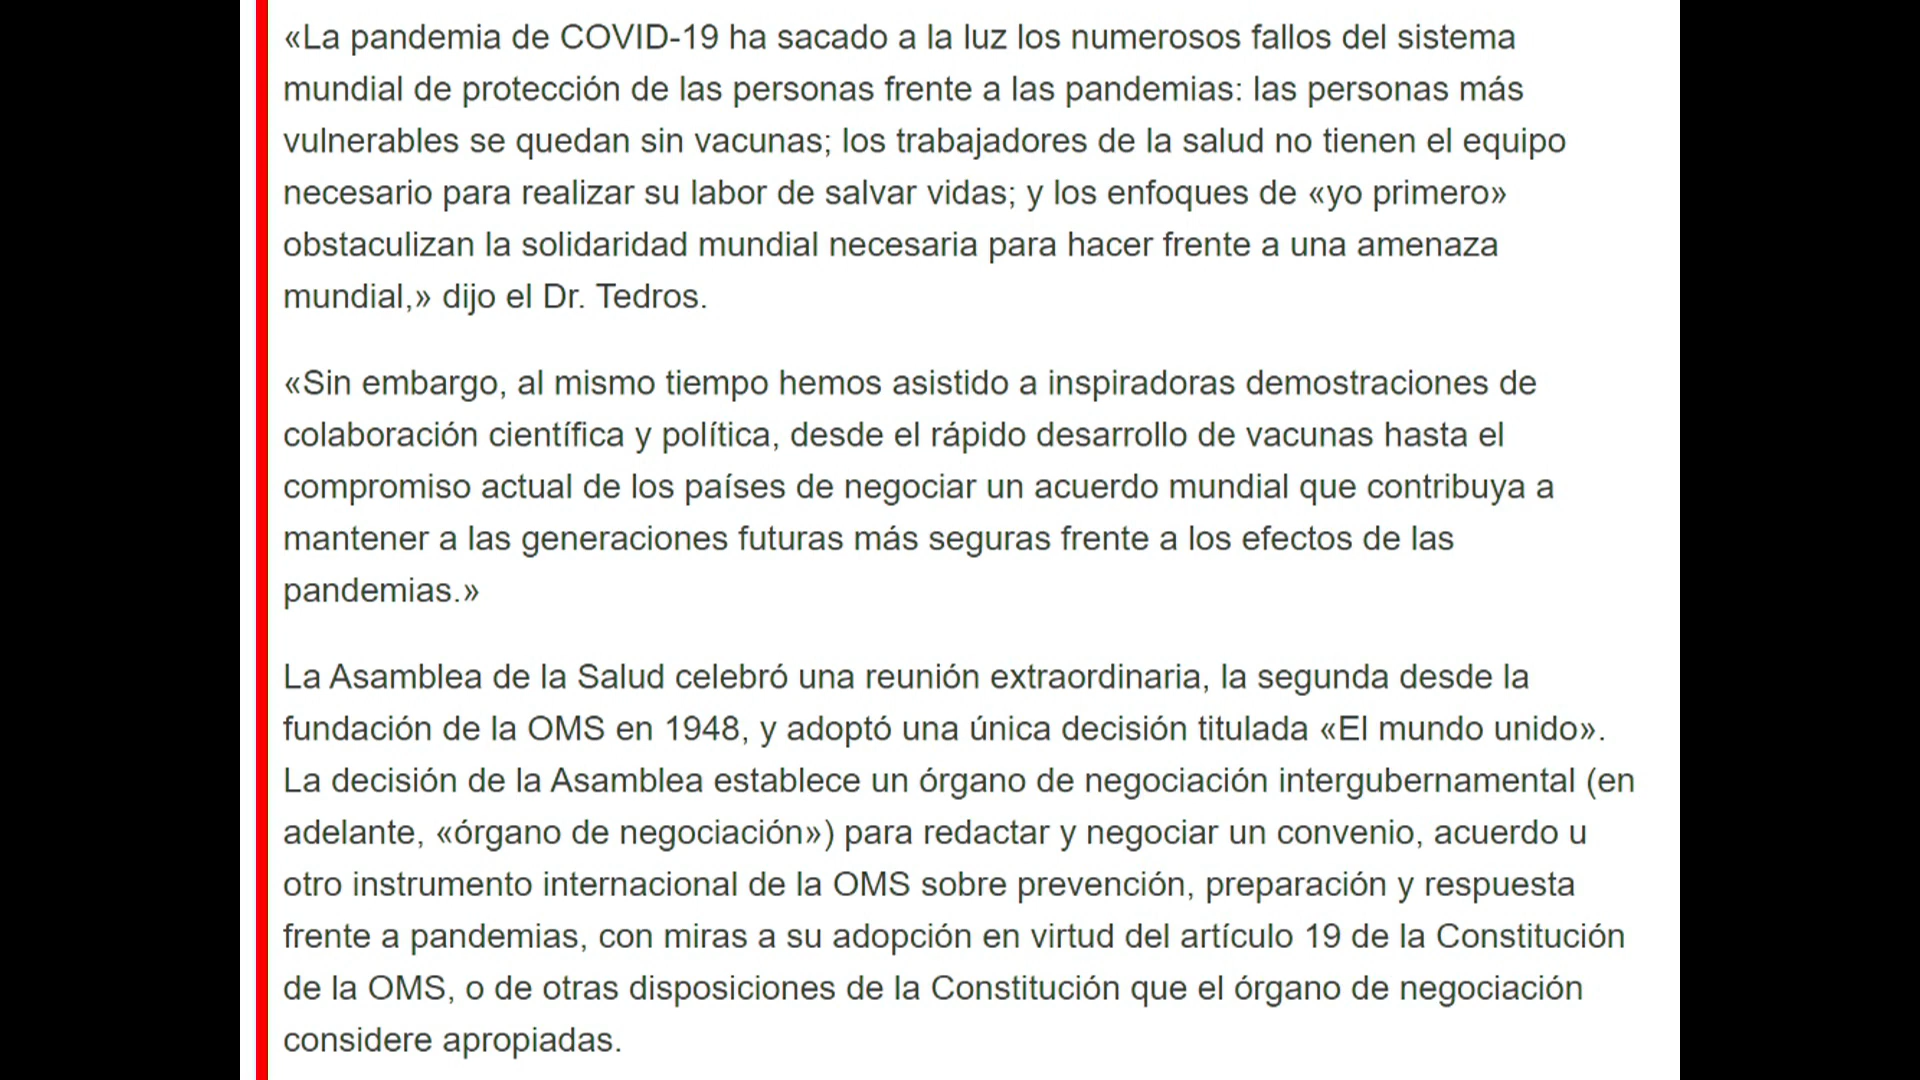 «La pandemia de COVID-19 ha sacado a la luz los numerosos fallos del sistema
mundial de protección de las personas frente a las pandemias: las personas más
vulnerables se quedan sin vacunas; los trabajadores de la salud no tienen el equipo
necesario para realizar su labor de salvar vidas; y los enfoques de «yo primero»
obstaculizan la solidaridad mundial necesaria para hacer frente a una amenaza
mundial,» dijo el Dr. Tedros.
«Sin embargo, al mismo tiempo hemos asistido a inspiradoras demostraciones de
colaboración científica y política, desde el rápido desarrollo de vacunas hasta el
compromiso actual de los países de negociar un acuerdo mundial que contribuya a
mantener a las generaciones futuras más seguras frente a los efectos de las
pandemias.»
La Asamblea de la Salud celebró una reunión extraordinaria, la segunda desde la
fundación de la OMS en 1948, y adoptó una única decisión titulada «El mundo unido».
La decisión de la Asamblea establece un órgano de negociación intergubernamental (en
adelante, «órgano de negociación») para redactar y negociar un convenio, acuerdo u
otro instrumento internacional de la OMS sobre prevención, preparación y respuesta
frente a pandemias, con miras a su adopción en virtud del artículo 19 de la Constitución
de la OMS, o de otras disposiciones de la Constitución que el órgano de negociación
considere apropiadas.